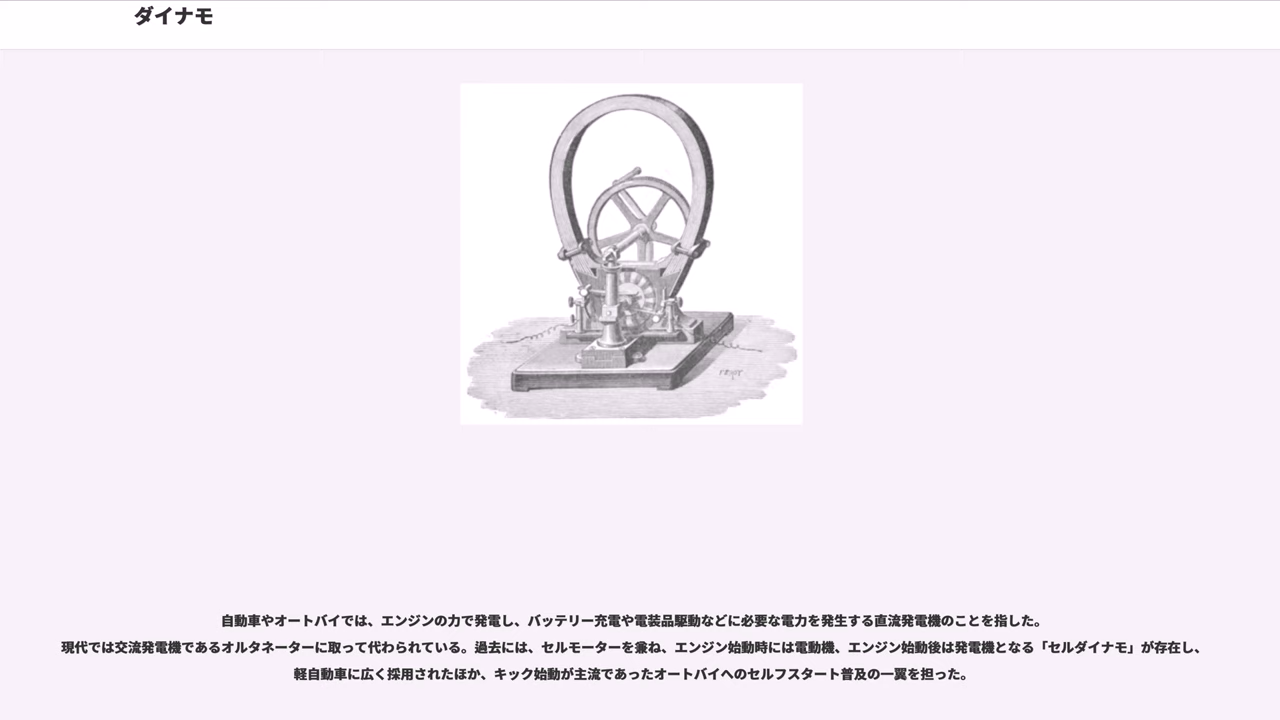 ダイナモ
自動車やオートバイでは、エンジンの力で発電し、バッテリー充電や電装品駆動などに必要な電力を発生する直流発電機のことを指した。
現代では交流発電機であるオルタネーターに取って代わられている。過去には、セルモーターを兼ね、エンジン始動時には電動機、エンジン始動後は発電機となる「セルダイナモ」が存在し、
軽自動車に広く採用されたほか、キック始動が主流であったオートバイへのセルフスタート普及の一翼を担った。